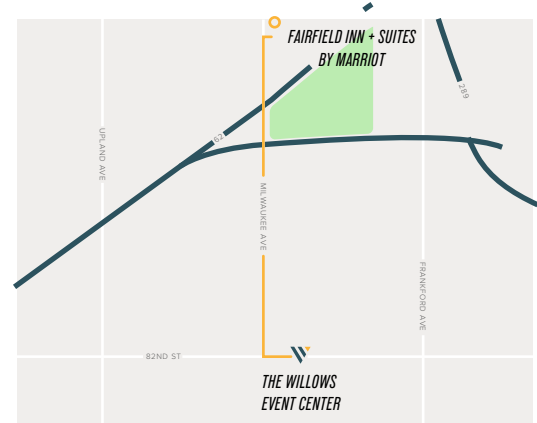 FAIRFIELD INN + SUITES
BY MARRIOT
289
62
UPLAND AVE
MILWAUKEE AVE
FRANKFORD AVE
82ND ST
THE WILLOWS
EVENT CENTER